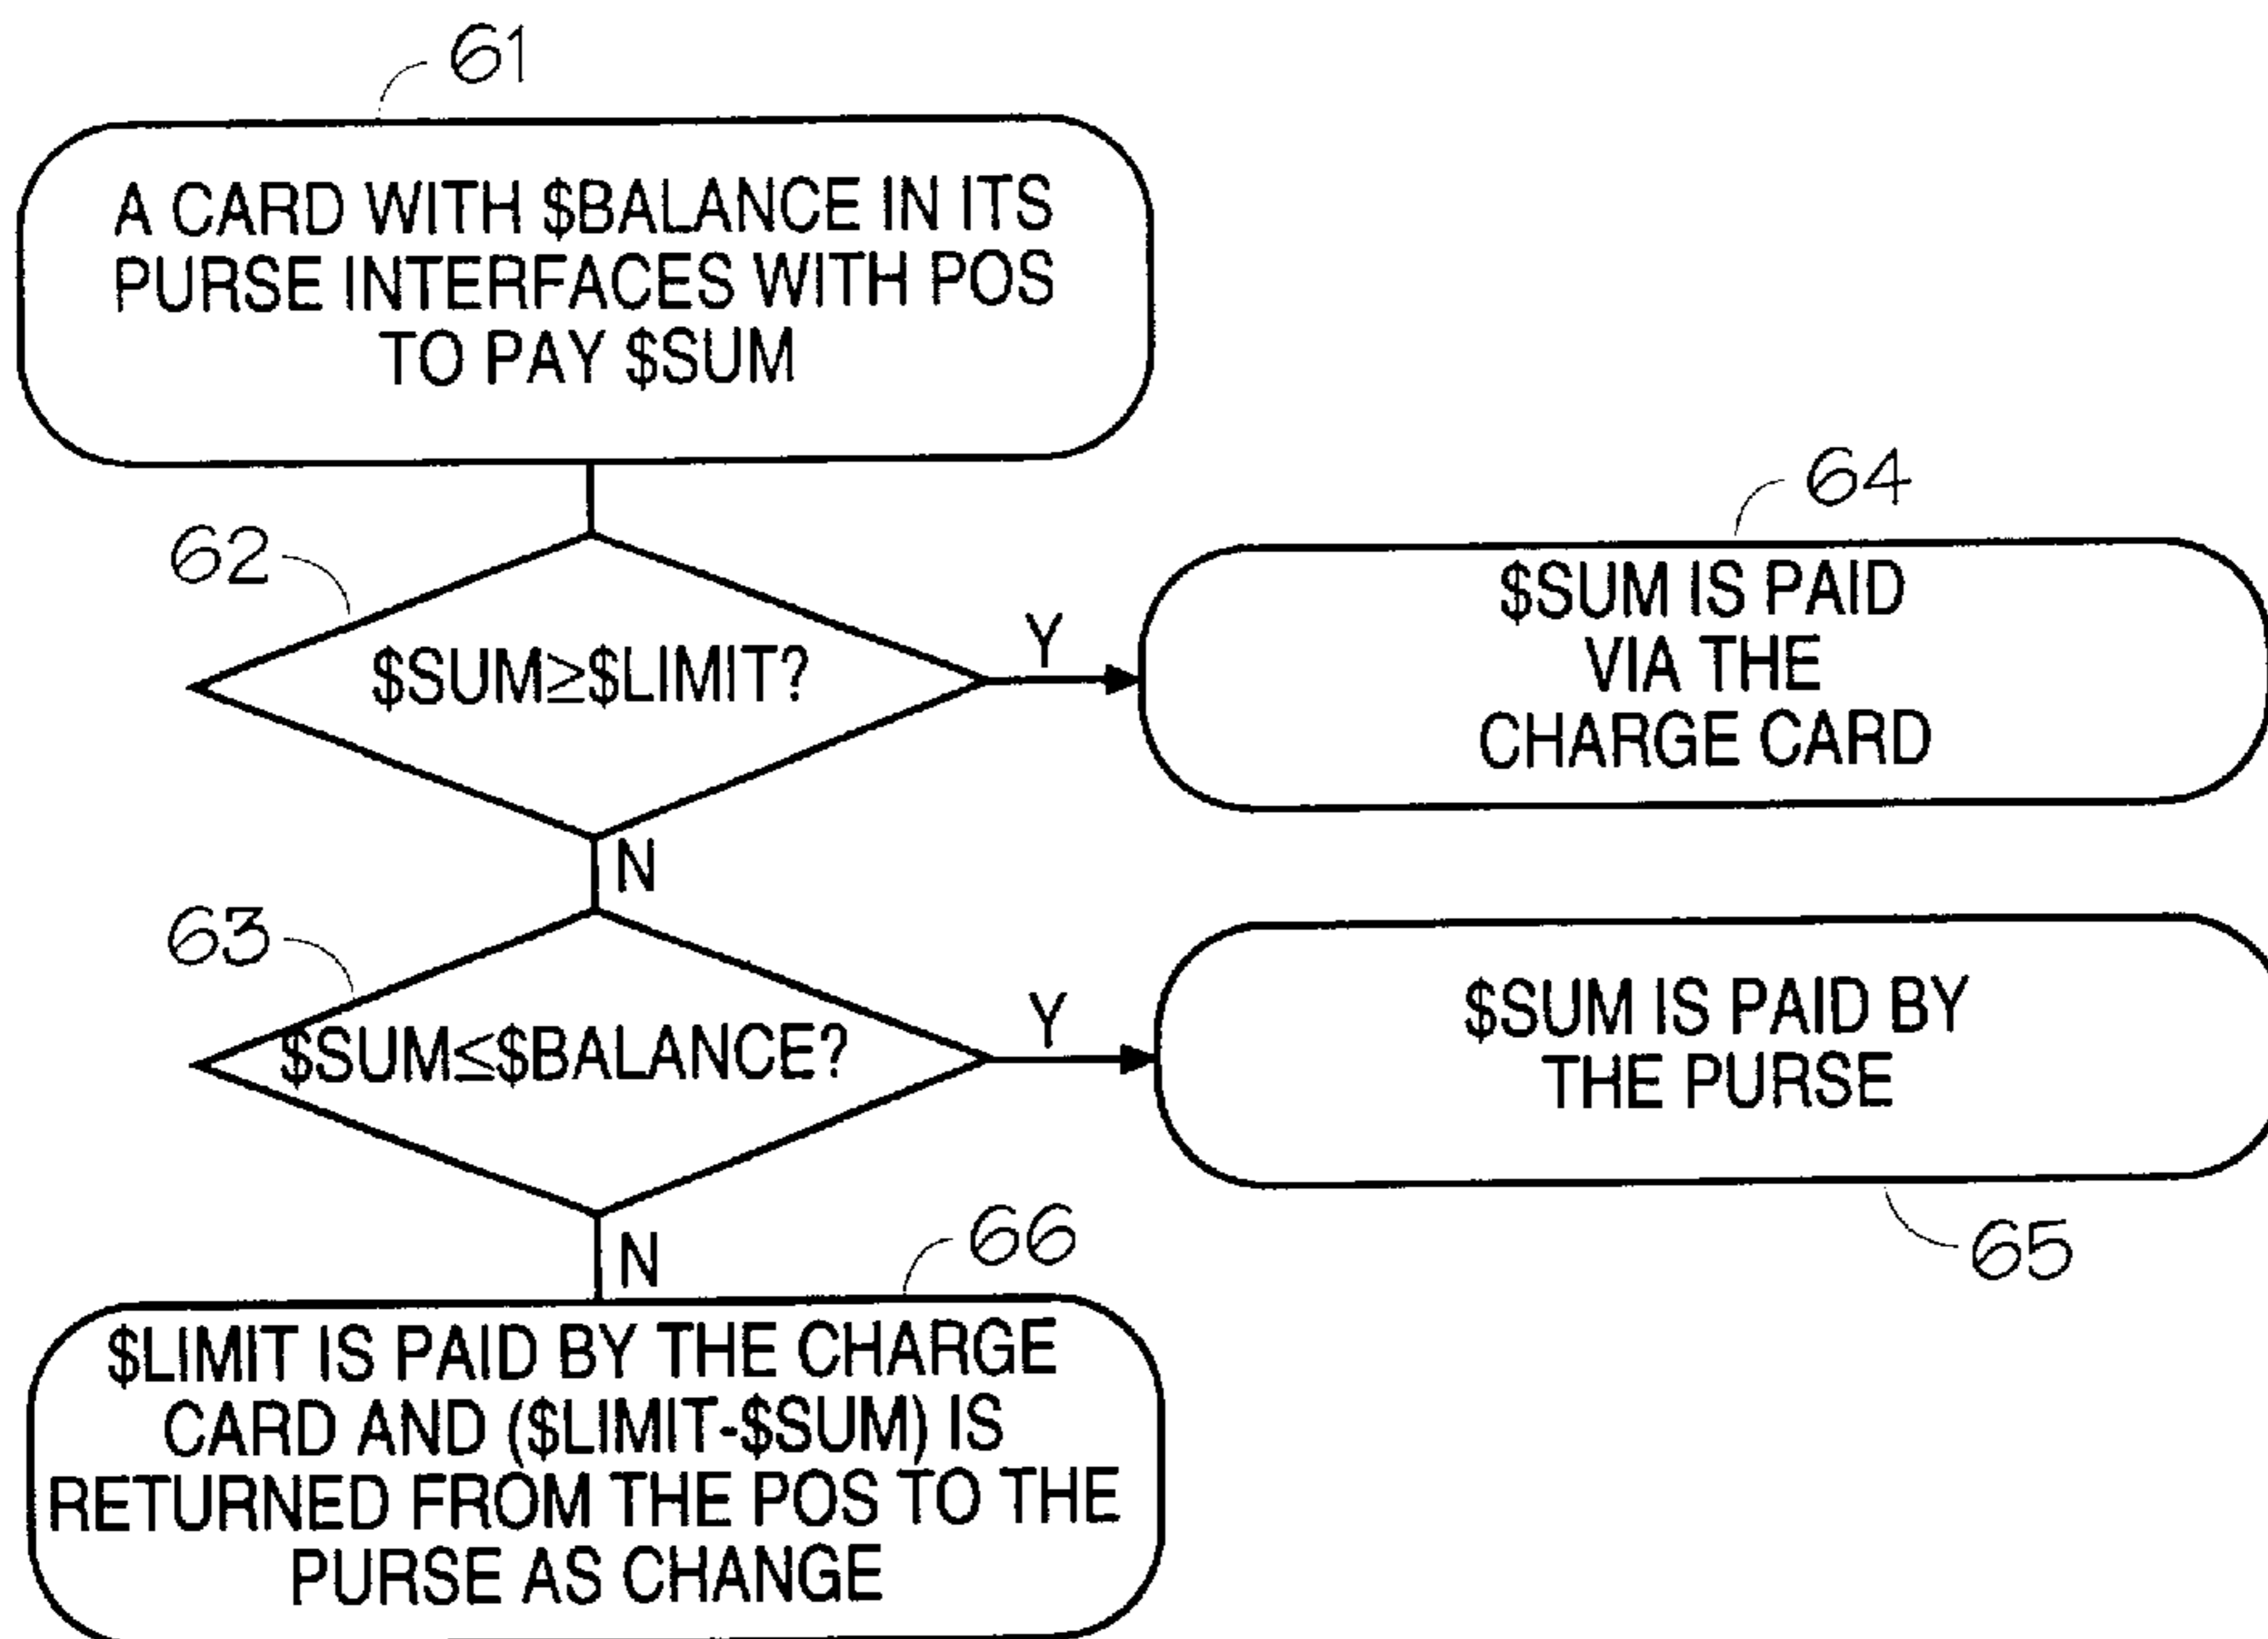 61
A CARD WITH $BALANCE IN ITS
PURSE INTERFACES WITH POS
TO PAY $SUM
62
$SUM≥$LIMIT?
Y
64
$SUM IS PAID
VIA THE
CHARGE CARD
N
63
$SUM≤$BALANCE?
Y
$SUM IS PAID BY
THE PURSE
65
N
66
$LIMIT IS PAID BY THE CHARGE
CARD AND ($LIMIT-$SUM) IS
RETURNED FROM THE POS TO THE
PURSE AS CHANGE